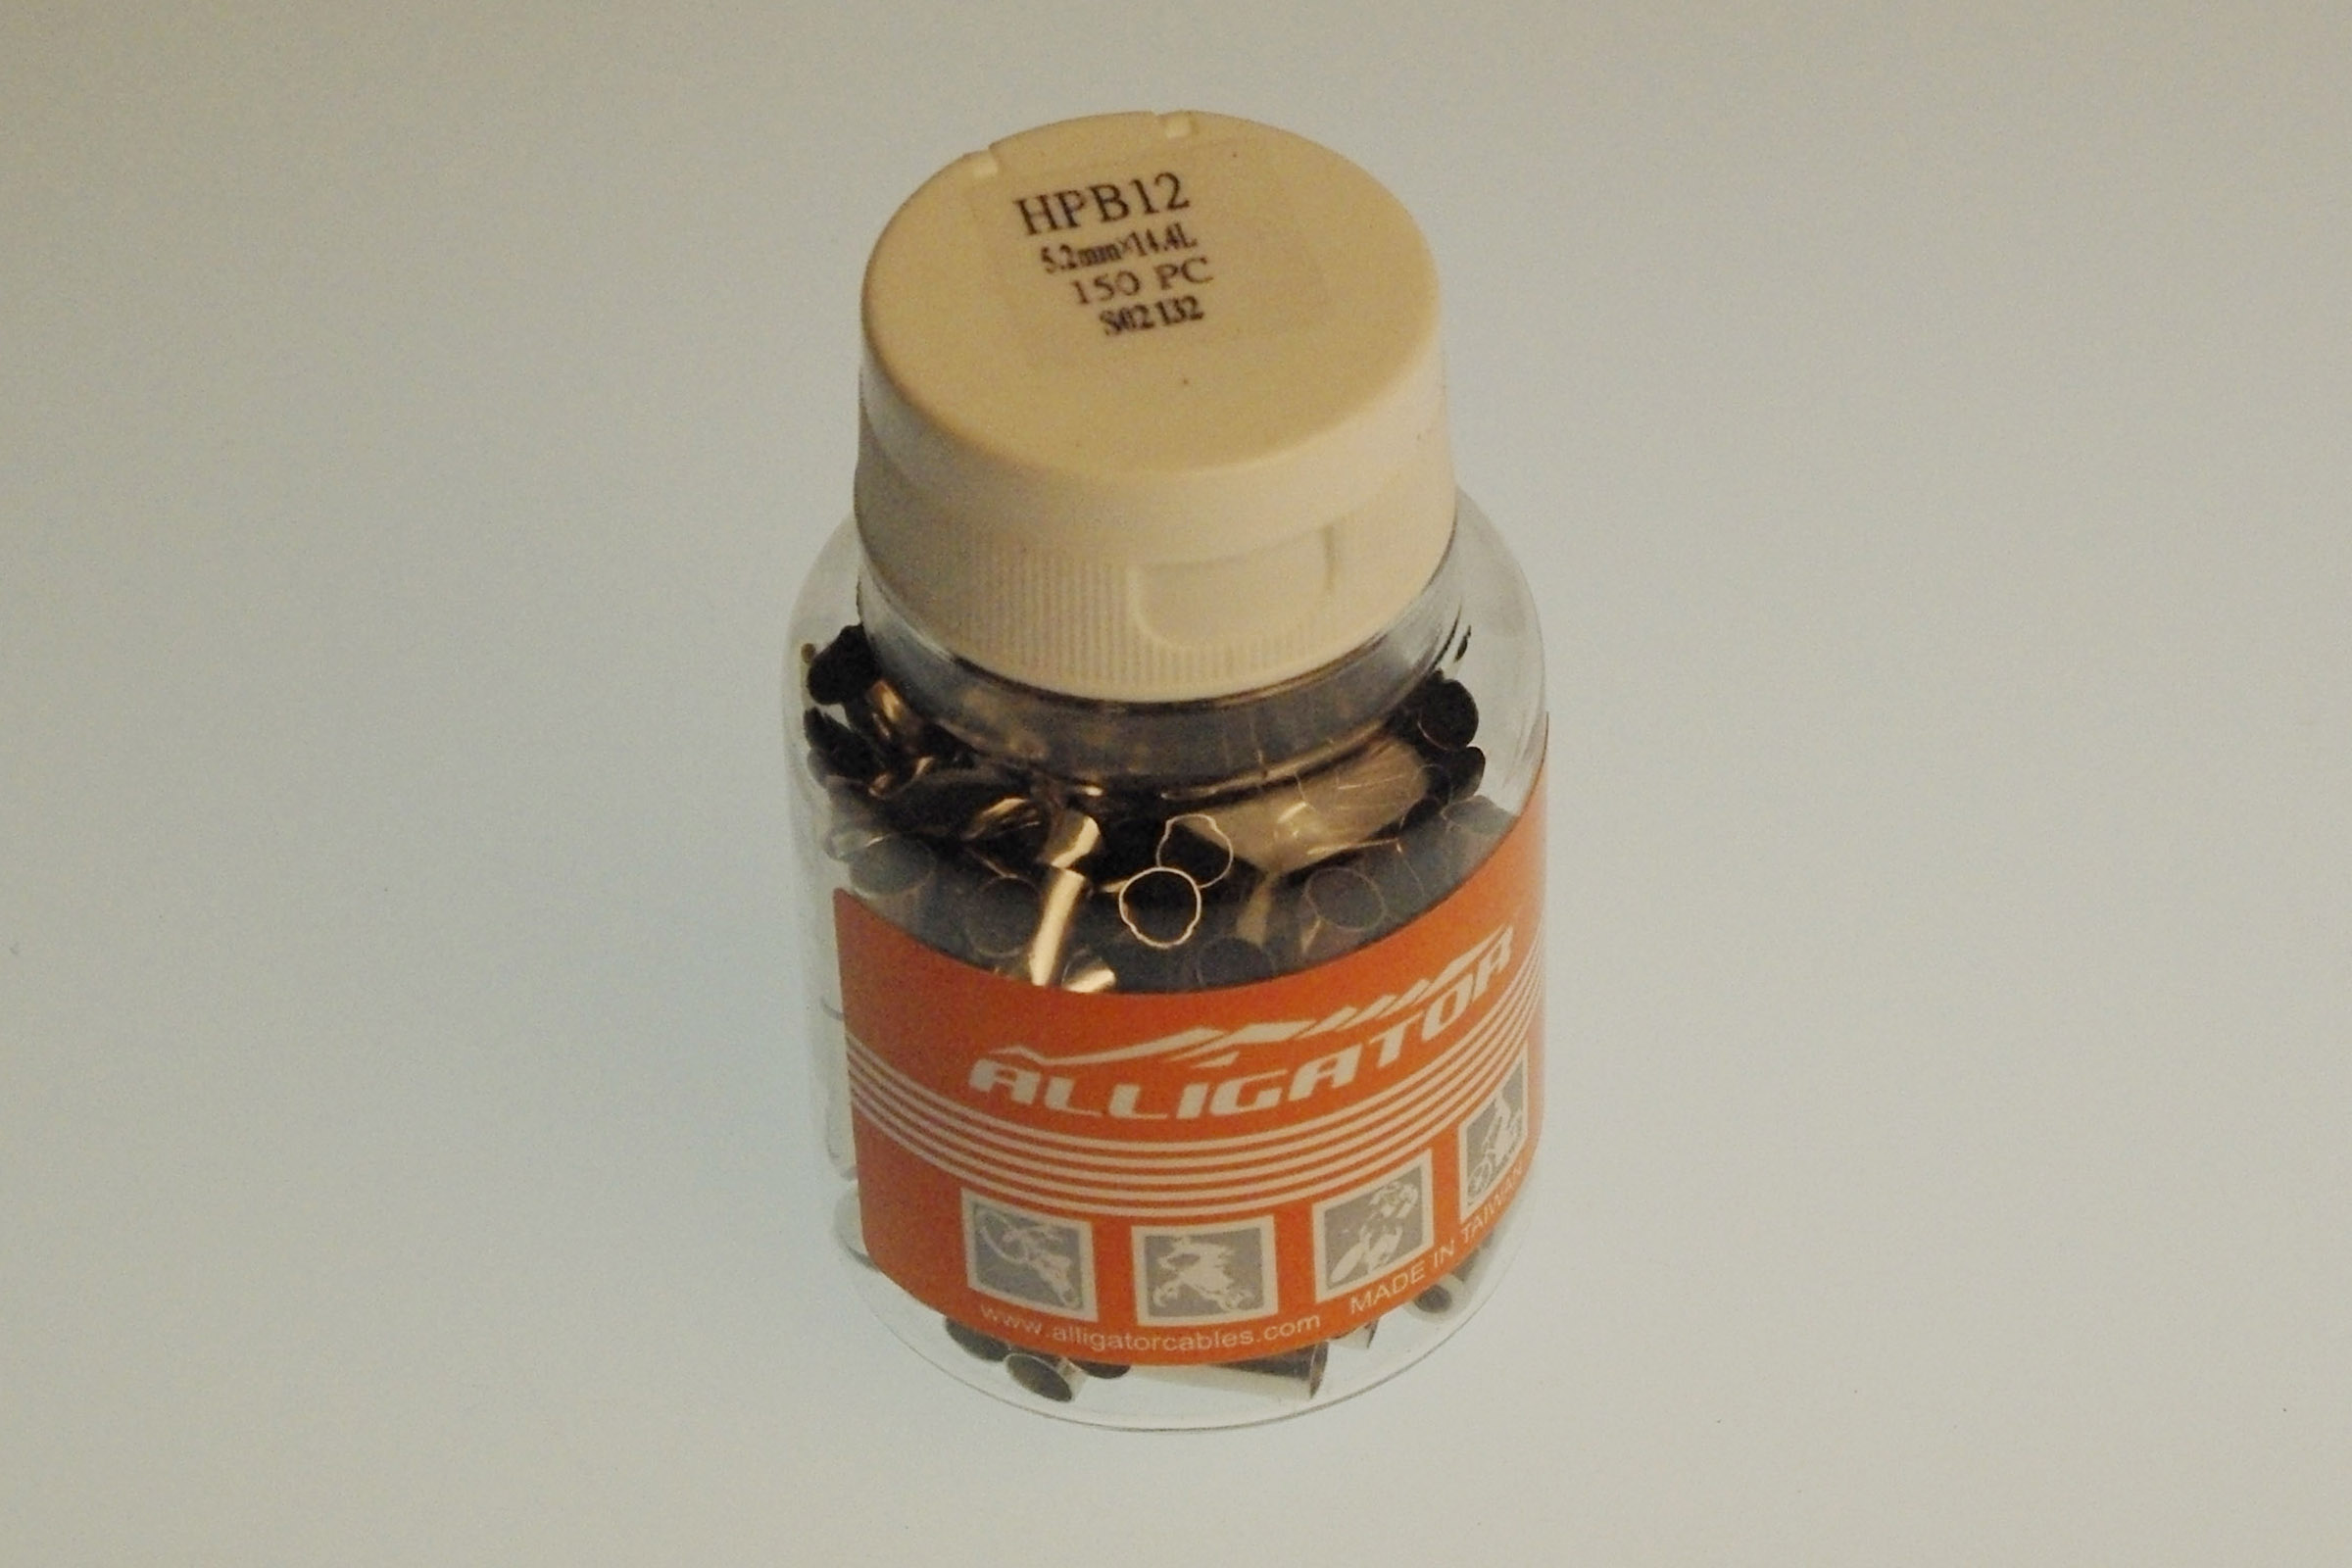 HPB12
5.2mm×14.4L
150 PC
S02132
ALLIGATOR
www.alligatorcables.com
MADE IN TAIWAN